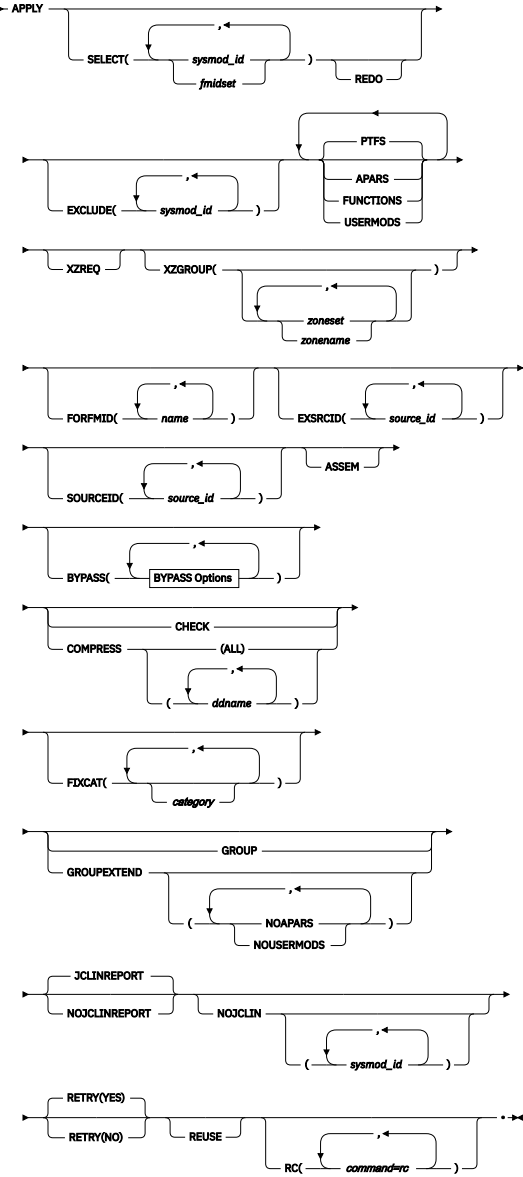 APPLY
,
SELECT( sysmod_id )
fmidset
REDO
PTFS
,
APARS
EXCLUDE( sysmod_id ) FUNCTIONS
USERMODS
XZREQ XZGROUP( )
,
zoneset
zonename
, ,
FORFMID( name ) EXSRCID( source_id )
,
ASSEM
SOURCEID( source_id )
,
BYPASS( BYPASS Options )
CHECK
COMPRESS (ALL)
,
( ddname )
,
FIXCAT( )
category
GROUP
GROUPEXTEND
,
( NOAPARS )
NOUSERMODS
JCLINREPORT
NOJCLINREPORT NOJCLIN
,
( sysmod_id )
RETRY(YES)
.
RETRY(NO) REUSE
,
RC( command=rc )